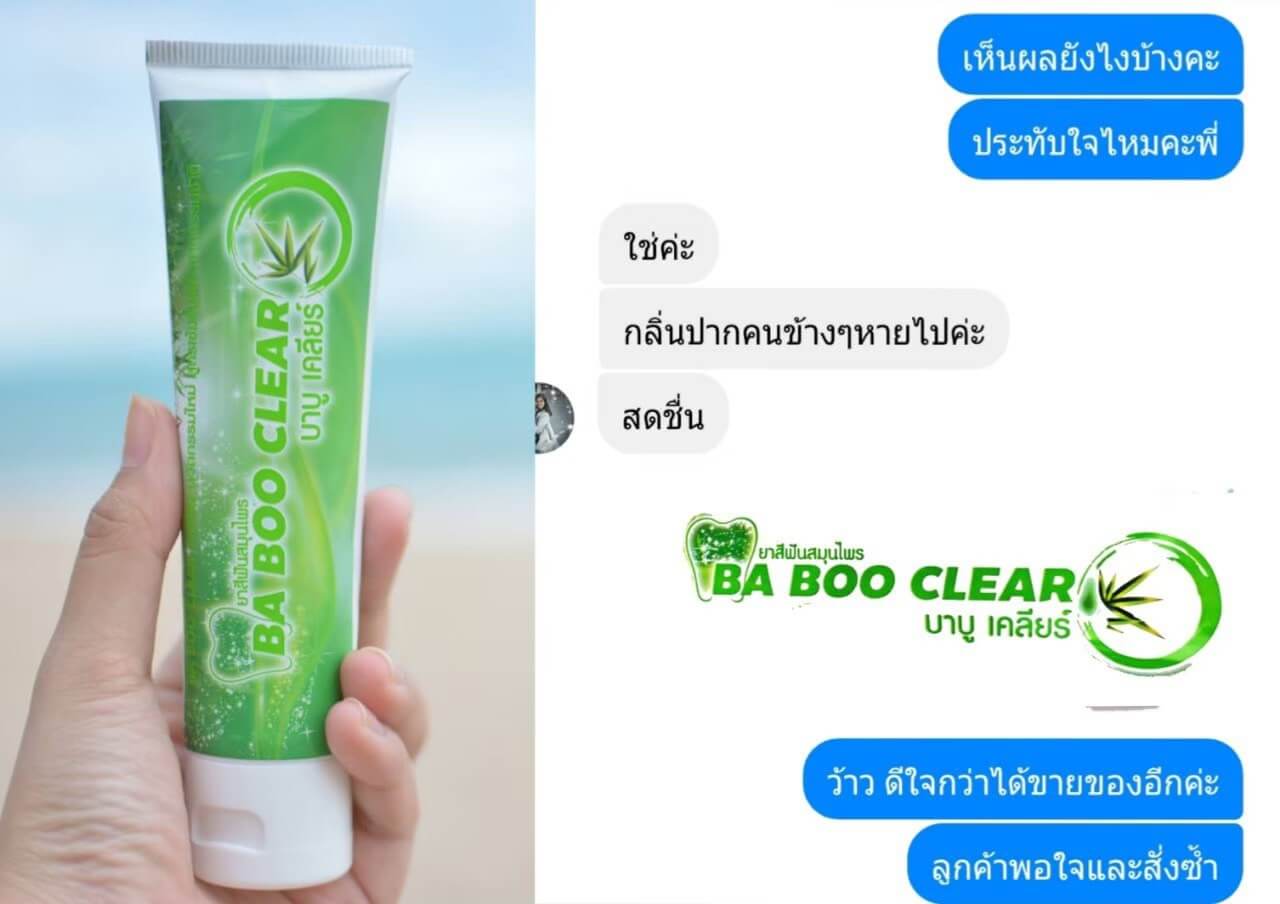 ยาสีฟันสมุนไพร
BA BOO CLEAR
บาบู เคลียร์
เห็นผลยังไงบ้างคะ
ประทับใจไหมคะพี่
ใช่ค่ะ
กลิ่นปากคนข้างๆหายไปค่ะ
สดชื่น
ยาสีฟันสมุนไพร
BA BOO CLEAR
บาบู เคลียร์
ว้าว ดีใจกว่าได้ขายของอีกค่ะ
ลูกค้าพอใจและสั่งซ้ำ